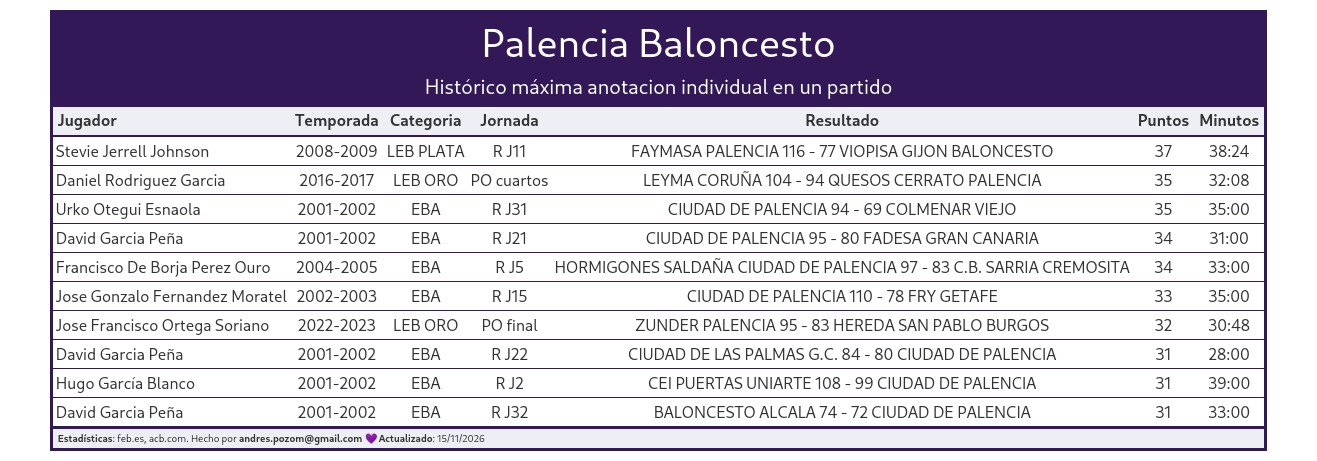 Palencia Baloncesto
Histórico máxima anotacion individual en un partido
Jugador Temporada Categoria Jornada Resultado Puntos Minutos
Stevie Jerrell Johnson 2008-2009 LEB PLATA R J11 FAYMASA PALENCIA 116 - 77 VIOPISA GIJON BALONCESTO 37 38:24
Daniel Rodriguez Garcia 2016-2017 LEB ORO PO cuartos LEYMA CORUÑA 104 - 94 QUESOS CERRATO PALENCIA 35 32:08
Urko Otegui Esnaola 2001-2002 EBA R J31 CIUDAD DE PALENCIA 94 - 69 COLMENAR VIEJO 35 35:00
David Garcia Peña 2001-2002 EBA R J21 CIUDAD DE PALENCIA 95 - 80 FADESA GRAN CANARIA 34 31:00
Francisco De Borja Perez Ouro 2004-2005 EBA R J5 HORMIGONES SALDAÑA CIUDAD DE PALENCIA 97 - 83 C.B. SARRIA CREMOSITA 34 33:00
Jose Gonzalo Fernandez Moratel 2002-2003 EBA R J15 CIUDAD DE PALENCIA 110 - 78 FRY GETAFE 33 35:00
Jose Francisco Ortega Soriano 2022-2023 LEB ORO PO final ZUNDER PALENCIA 95 - 83 HEREDA SAN PABLO BURGOS 32 30:48
David Garcia Peña 2001-2002 EBA R J22 CIUDAD DE LAS PALMAS G.C. 84 - 80 CIUDAD DE PALENCIA 31 28:00
Hugo García Blanco 2001-2002 EBA R J2 CEI PUERTAS UNIARTE 108 - 99 CIUDAD DE PALENCIA 31 39:00
David Garcia Peña 2001-2002 EBA R J32 BALONCESTO ALCALA 74 - 72 CIUDAD DE PALENCIA 31 33:00
Estadísticas: feb.es, acb.com. Hecho por andres.pozom@gmail.com 💜 Actualizado: 15/11/2026